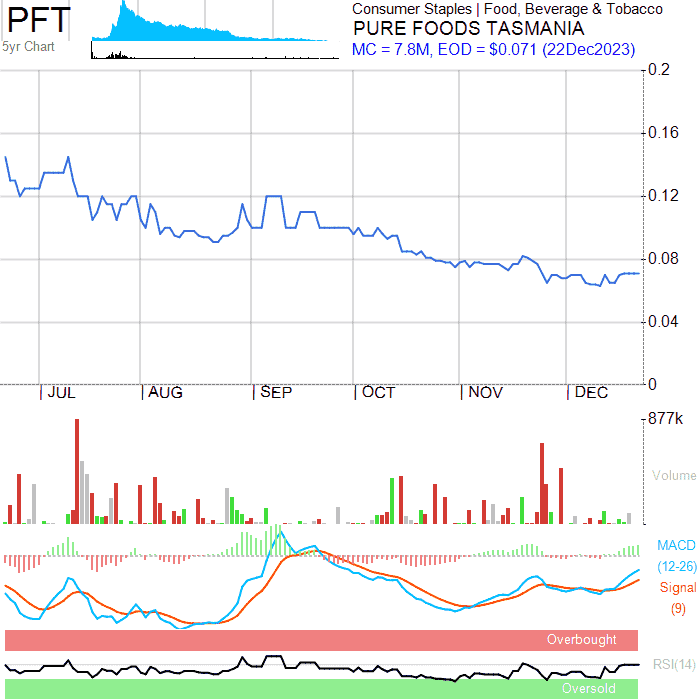 PFT
5yr Chart
Consumer Staples | Food, Beverage & Tobacco
PURE FOODS TASMANIA
MC = 7.8M, EOD = $0.071 (22Dec2023)
0.2
0.16
0.12
0.08
0.04
0
JUL AUG SEP OCT NOV DEC
877k
Volume
MACD
(12-26)
Signal
(9)
Overbought
RSI(14)
Oversold